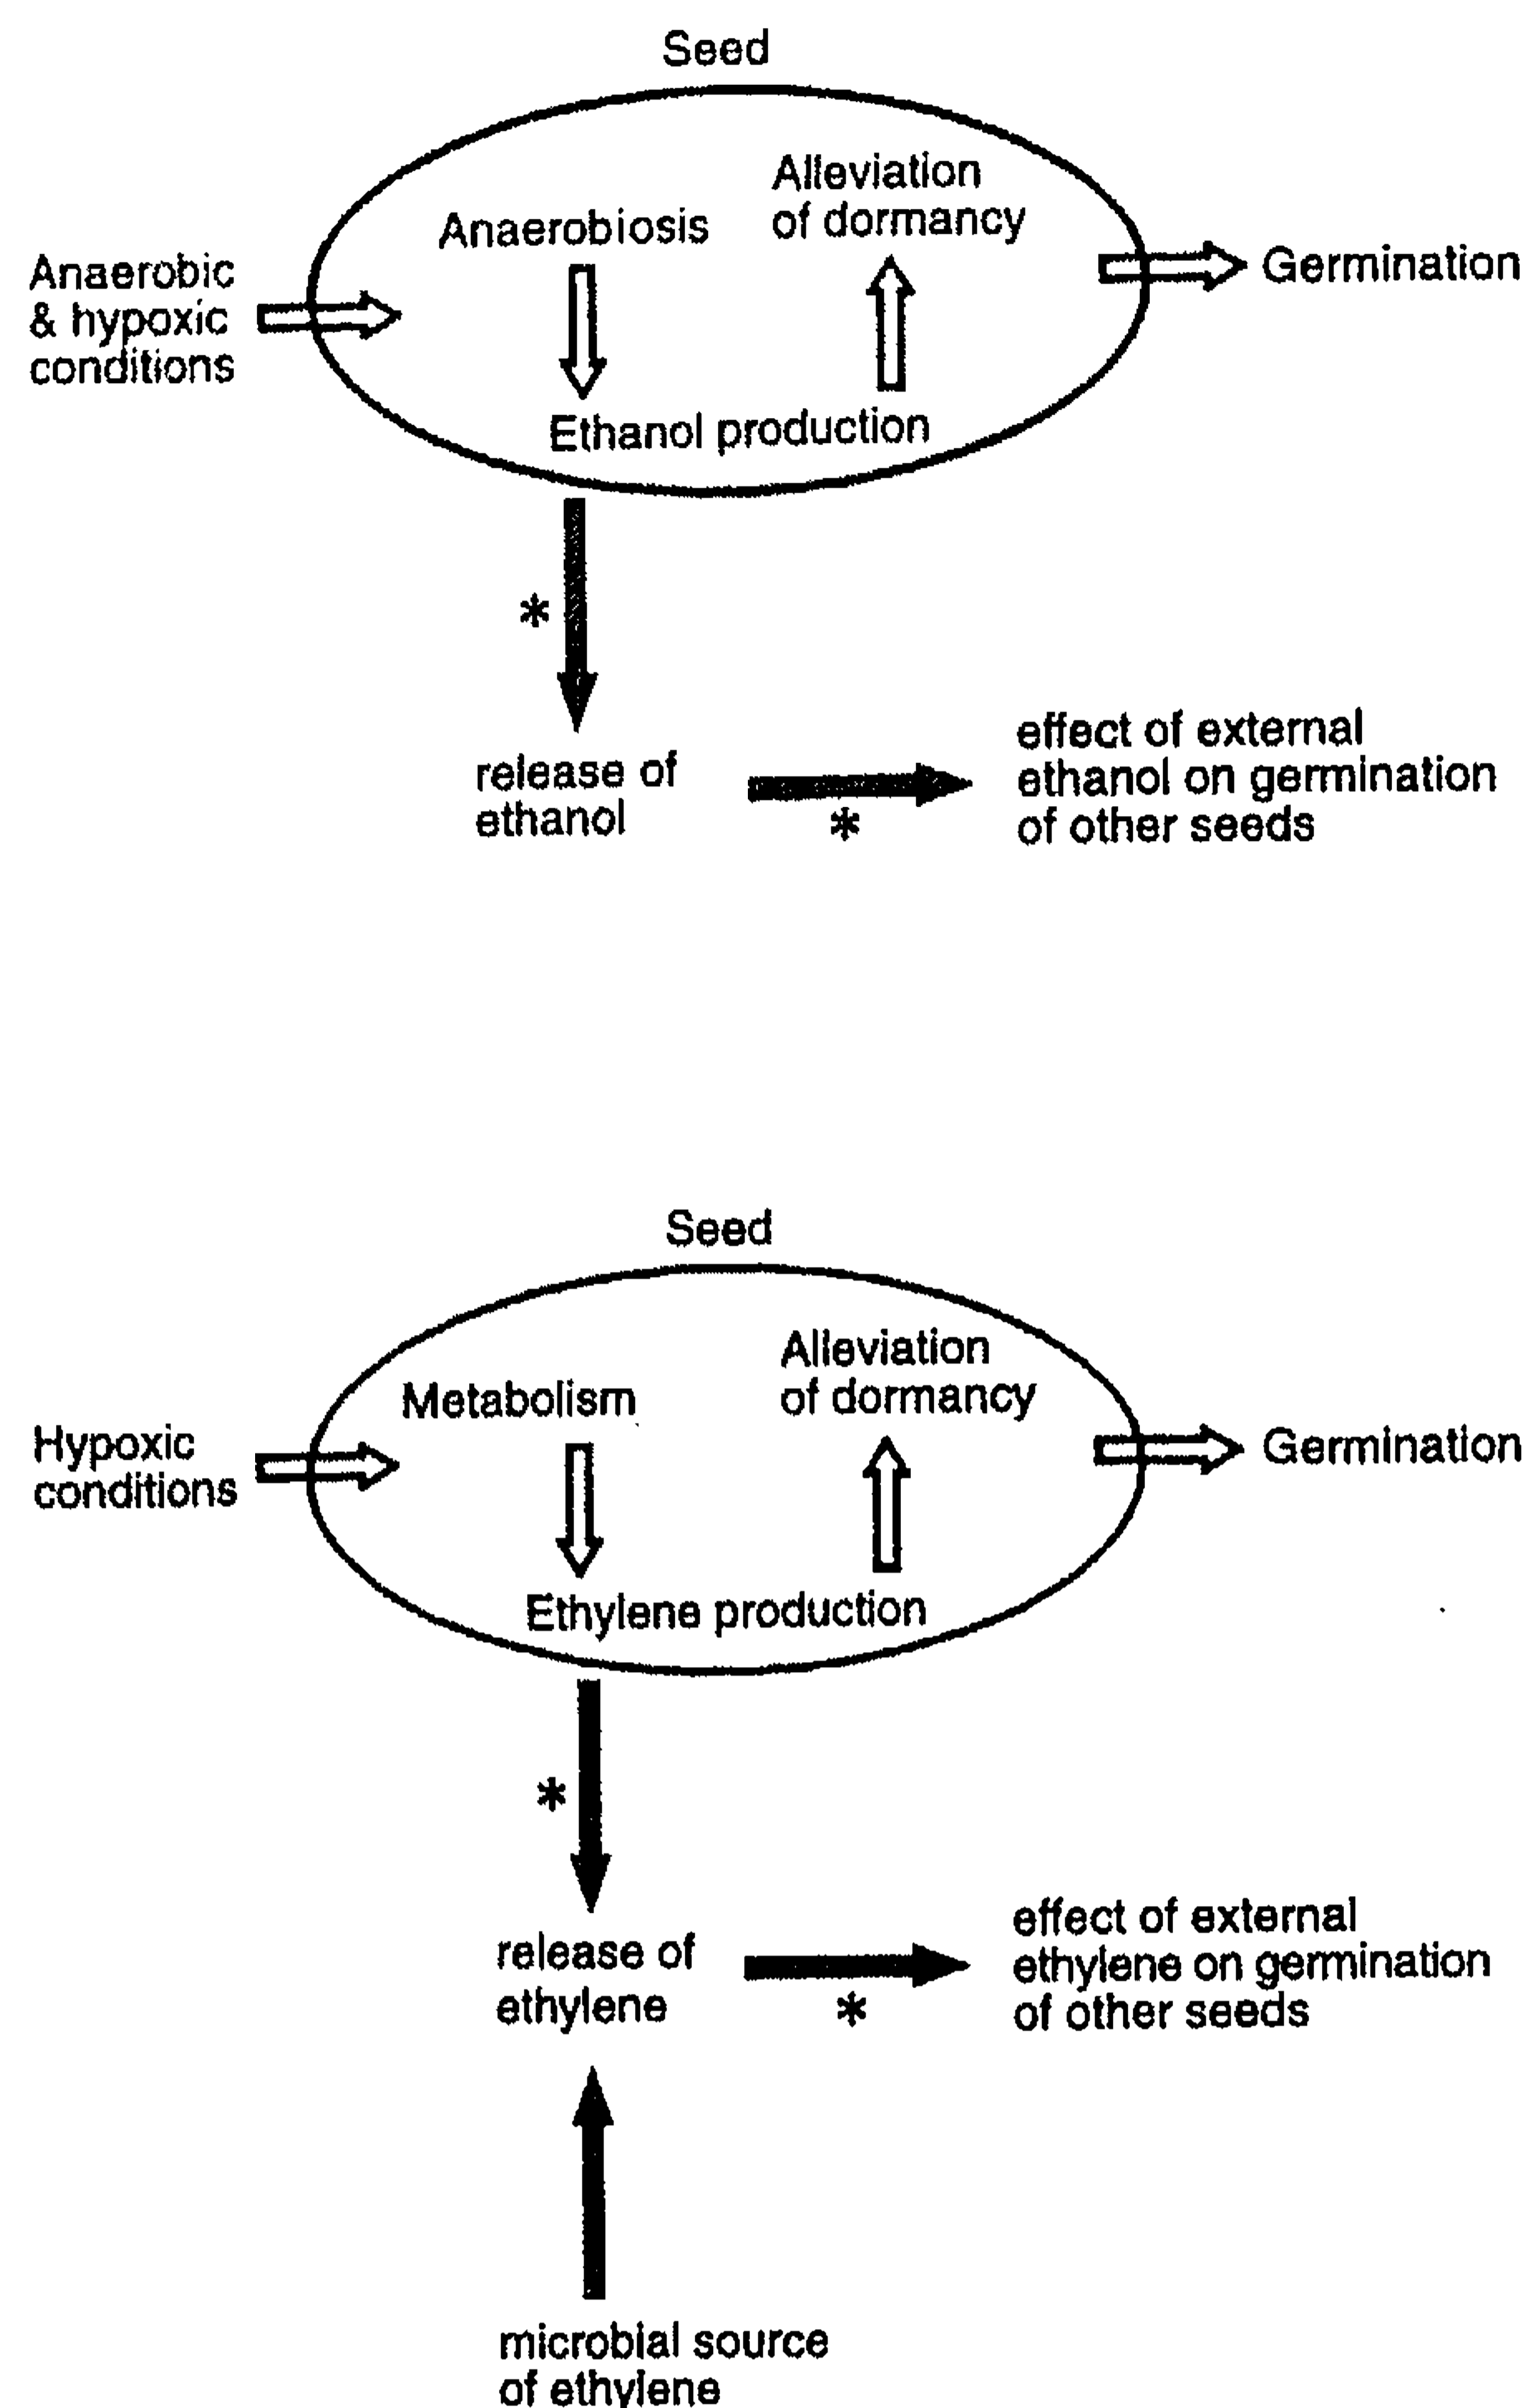 Seed
Alleviation
of dormancy
Anaerobiosis
Anaerobic
& hypoxic
conditions
Germination
Ethanol production
*
release of
ethanol
*
effect of external
ethanol on germination
of other seeds
Seed
Alleviation
of dormancy
Metabolism
Hypoxic
conditions
Germination
Ethylene production
*
release of
ethylene
*
effect of external
ethylene on germination
of other seeds
microbial source
of ethylene